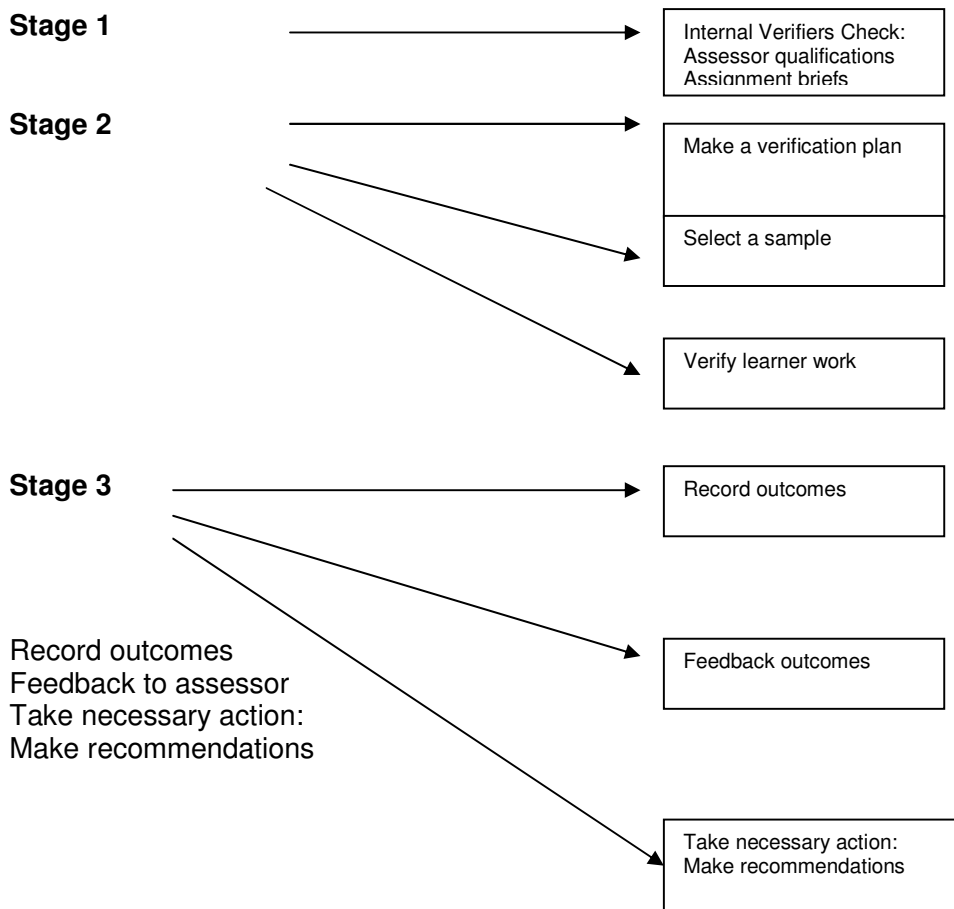 Stage 1
Internal Verifiers Check:
Assessor qualifications
Assignment briefs
Stage 2
Make a verification plan
Select a sample
Verify learner work
Stage 3
Record outcomes
Feedback outcomes
Record outcomes
Feedback to assessor
Take necessary action:
Make recommendations
Take necessary action:
Make recommendations